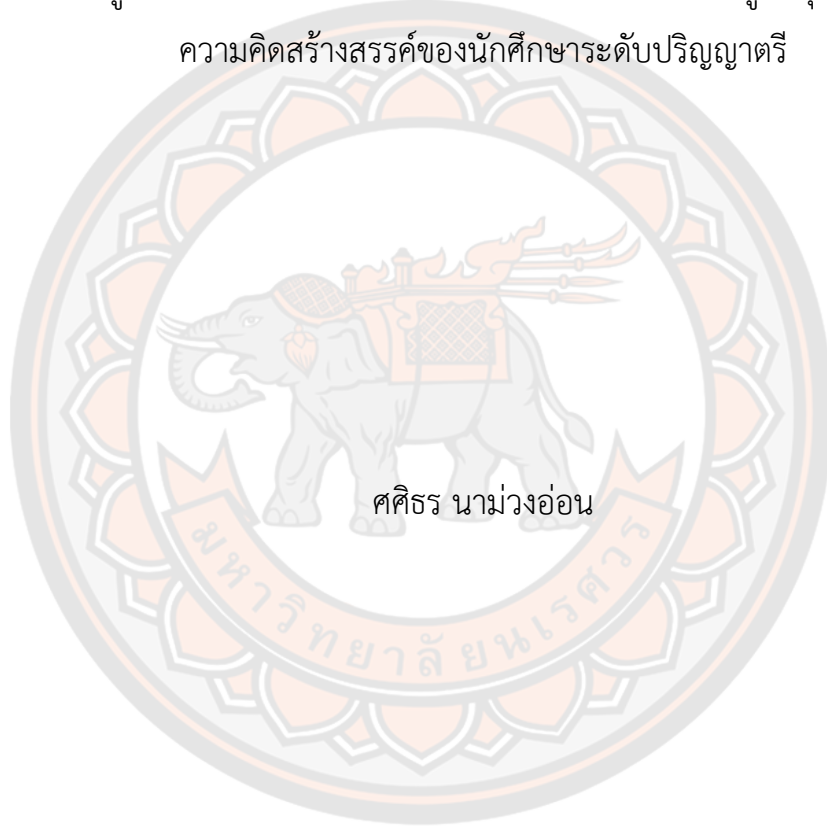 ความคิดสร้างสรรค์ของนักศึกษาระดับปริญญาตรี
ศศิธร นาม่วงอ่อน
มหาวิทยาลัยนเรศวร